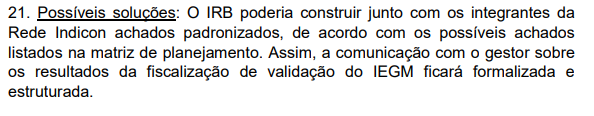 21. Possíveis soluções: O IRB poderia construir junto com os integrantes da
Rede Indicon achados padronizados, de acordo com os possíveis achados
listados na matriz de planejamento. Assim, a comunicação com o gestor sobre
os resultados da fiscalização de validação do IEGM ficará formalizada e
estruturada.